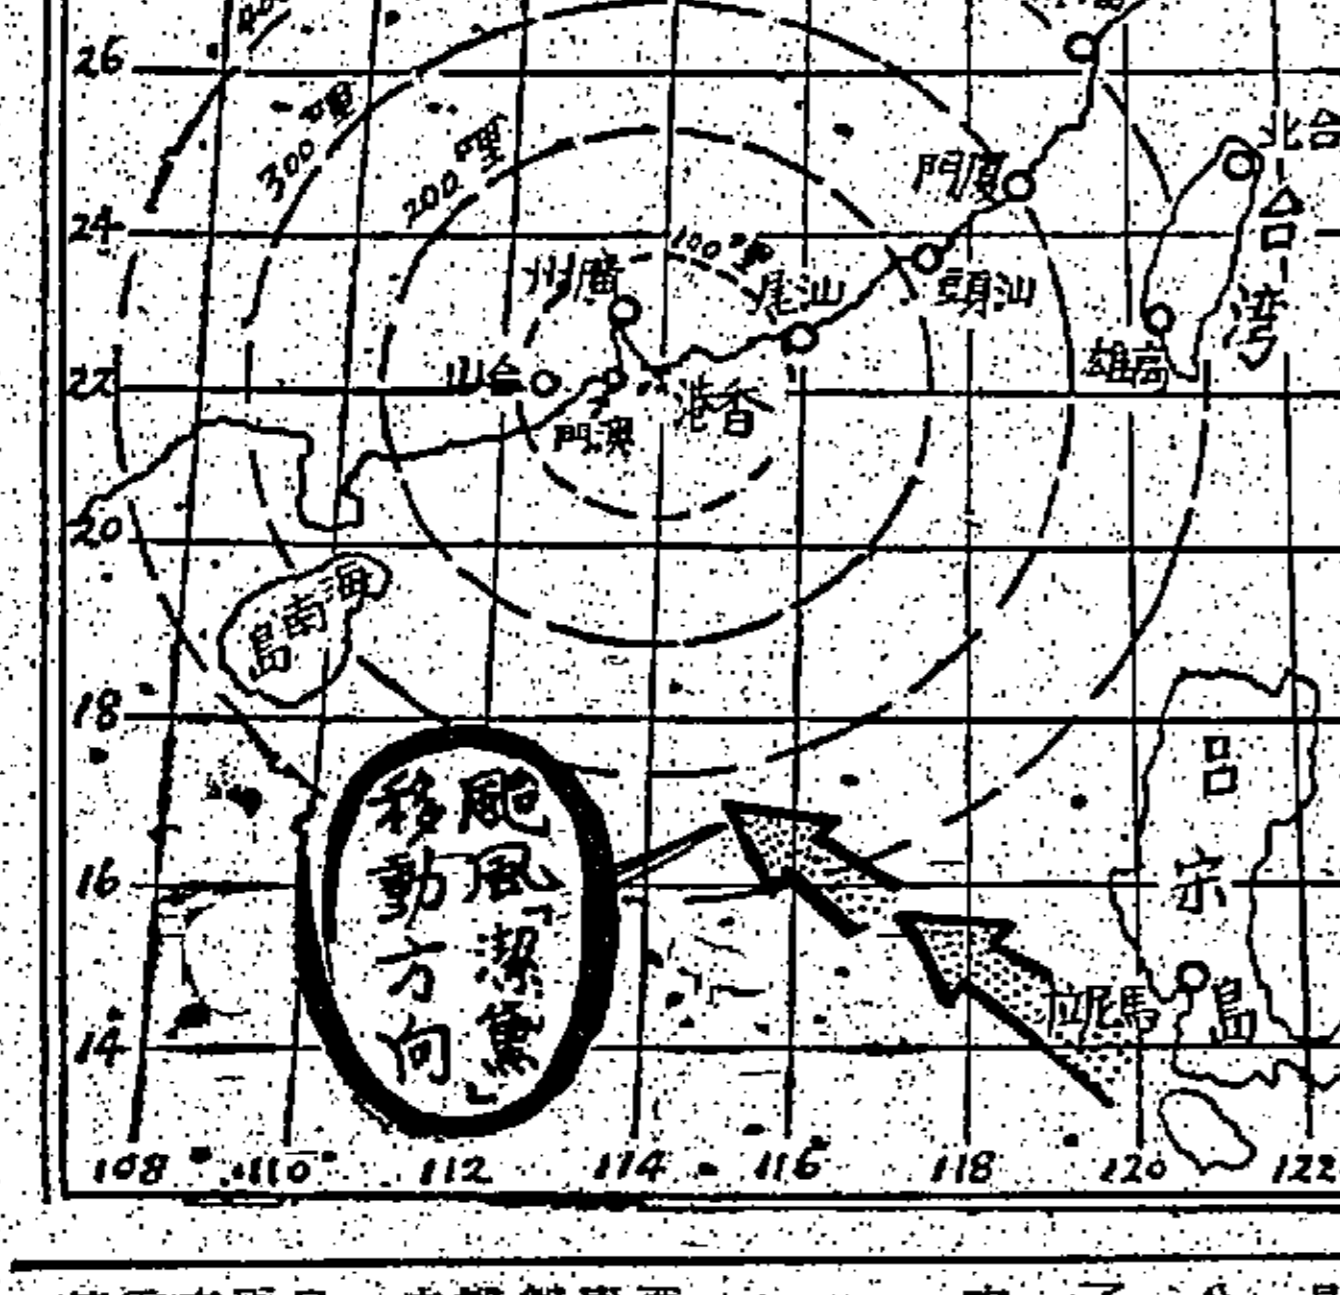 26
24
22
20
18
16
14
108
110
112
114
116
118
120
122
300哩
200哩
100哩
門厦
北台
台湾
州廣
尾汕
頭汕
雄高
山台
門澳
港香
海南島
呂宋島
拉尼馬
颱風「潔黛」
移動方向